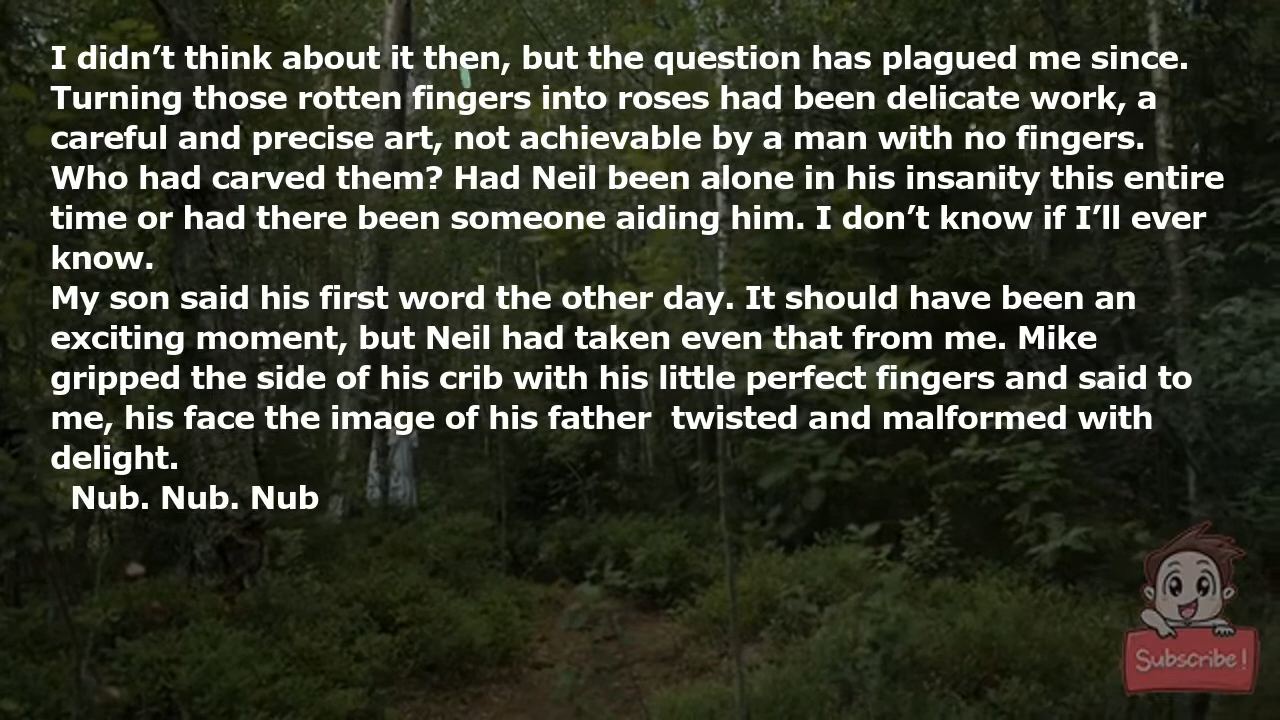 I didn’t think about it then, but the question has plagued me since.
Turning those rotten fingers into roses had been delicate work, a
careful and precise art, not achievable by a man with no fingers.
Who had carved them? Had Neil been alone in his insanity this entire
time or had there been someone aiding him. I don’t know if I’ll ever
know.
My son said his first word the other day. It should have been an
exciting moment, but Neil had taken even that from me. Mike
gripped the side of his crib with his little perfect fingers and said to
me, his face the image of his father  twisted and malformed with
delight.
Nub. Nub. Nub
Subscribe!